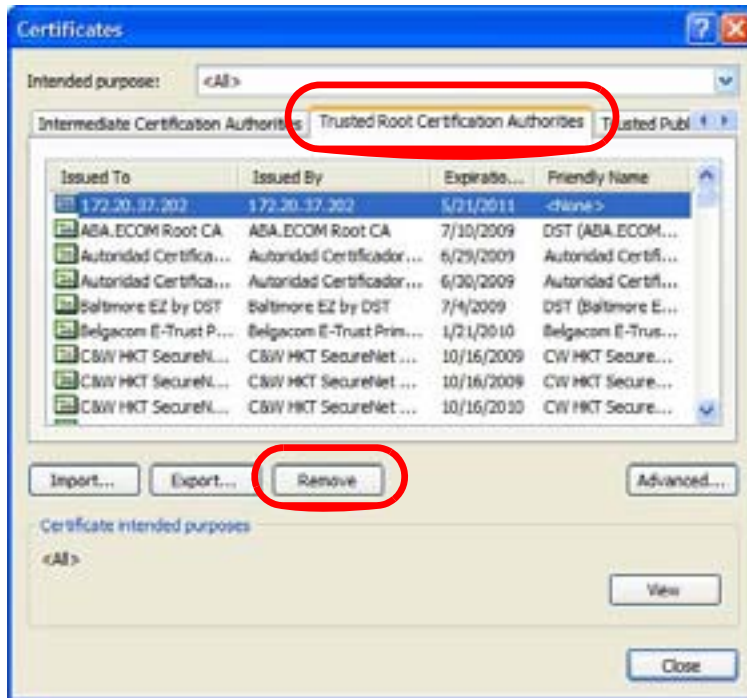 Certificates
Intended purpose: <All>
Intermediate Certification Authorities Trusted Root Certification Authorities Trusted Publ
Issued To Issued By Expiratio... Friendly Name
172.20.37.202 172.20.37.202 5/21/2011 <None>
ABA.ECOM Root CA ABA.ECOM Root CA 7/10/2009 DST (ABA.ECOM...
Autoridad Certifica... Autoridad Certificador... 6/29/2009 Autoridad Certifi...
Autoridad Certifica... Autoridad Certificador... 6/30/2009 Autoridad Certifi...
Baltimore EZ by DST Baltimore EZ by DST 7/4/2009 DST (Baltimore E...
Belgacom E-Trust P... Belgacom E-Trust Prim... 1/21/2010 Belgacom E-Trus...
C&W HKT SecureN... C&W HKT SecureNet ... 10/16/2009 CW HKT Secure...
C&W HKT SecureN... C&W HKT SecureNet ... 10/16/2009 CW HKT Secure...
C&W HKT SecureN... C&W HKT SecureNet ... 10/16/2010 CW HKT Secure...
Import... Export... Remove Advanced...
Certificate intended purposes
<All>
View
Close